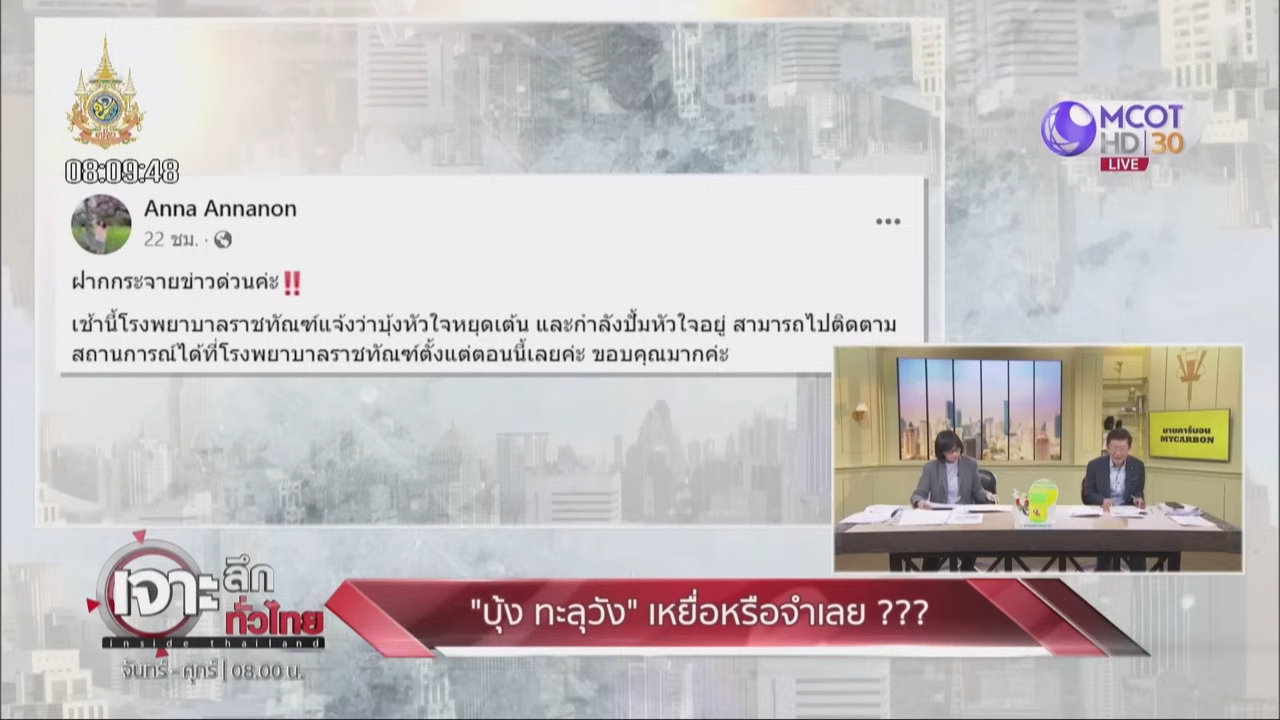 08:09:48
MCOT
HD 30
LIVE
Anna Annanon
22 ชม.
ฝากกระจายข่าวด่วนค่ะ‼️
เช้านี้โรงพยาบาลราชทัณฑ์แจ้งว่าบุ้งหัวใจหยุดเต้น และกำลังปั๊มหัวใจอยู่ สามารถไปติดตาม
สถานการณ์ได้ที่โรงพยาบาลราชทัณฑ์ตั้งแต่ตอนนี้เลยค่ะ ขอบคุณมากค่ะ
นายคาร์บอน
MYCARBON
เจาะลึก
ทั่วไทย
inside thailand
จันทร์ - ศุกร์ | 08.00 น.
"บุ้ง ทะลุวัง" เหยื่อหรือจำเลย ???